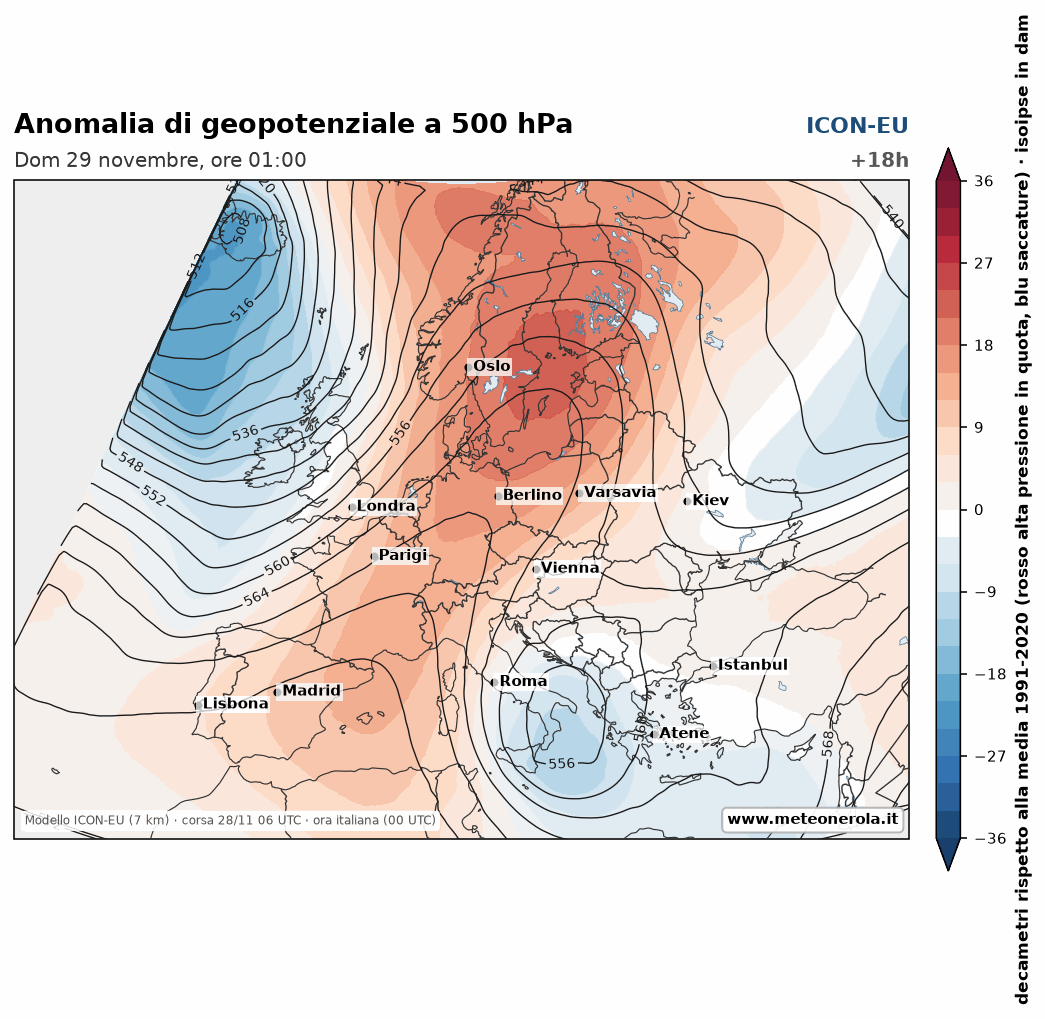 Anomalia di geopotenziale a 500 hPa
ICON-EU
Dom 29 novembre, ore 01:00
+18h
520
508
512
516
536
548
552
556
560
564
540
Oslo
Londra
Berlino
Varsavia
Kiev
Parigi
Vienna
Roma
Istanbul
Madrid
Lisbona
Atene
568
556
568
Modello ICON-EU (7 km) · corsa 28/11 06 UTC · ora italiana (00 UTC)
www.meteonerola.it
36
27
18
9
0
−9
−18
−27
−36
decametri rispetto alla media 1991-2020 (rosso alta pressione in quota, blu saccature) · isoipse in dam